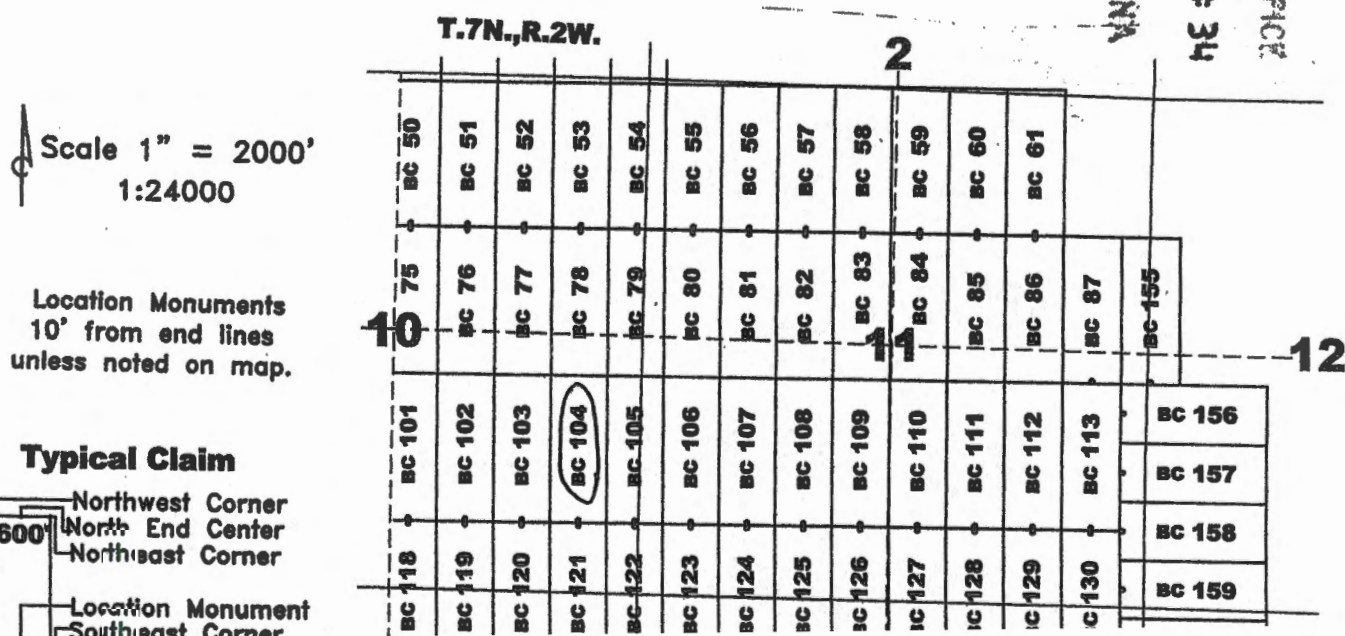 T.7N.,R.2W.
2
34
Scale 1" = 2000'
1:24000
BC 50
BC 51
BC 52
BC 53
BC 54
BC 55
BC 56
BC 57
BC 58
BC 59
BC 60
BC 61
Location Monuments
10' from end lines
unless noted on map.
75
BC 76
BC 77
BC 78
BC 79
BC 80
BC 81
BC 82
BC 83
BC 84
BC 85
BC 86
BC 87
BC 155
10
11
12
BC 101
BC 102
BC 103
BC 104
BC 105
BC 106
BC 107
BC 108
BC 109
BC 110
BC 111
BC 112
BC 113
BC 156
BC 157
BC 158
BC 159
Typical Claim
Northwest Corner
600' North End Center
Northeast Corner
Location Monument
Southeast Corner
BC 118
BC 119
BC 120
BC 121
BC 122
BC 123
BC 124
BC 125
BC 126
BC 127
BC 128
BC 129
C 130